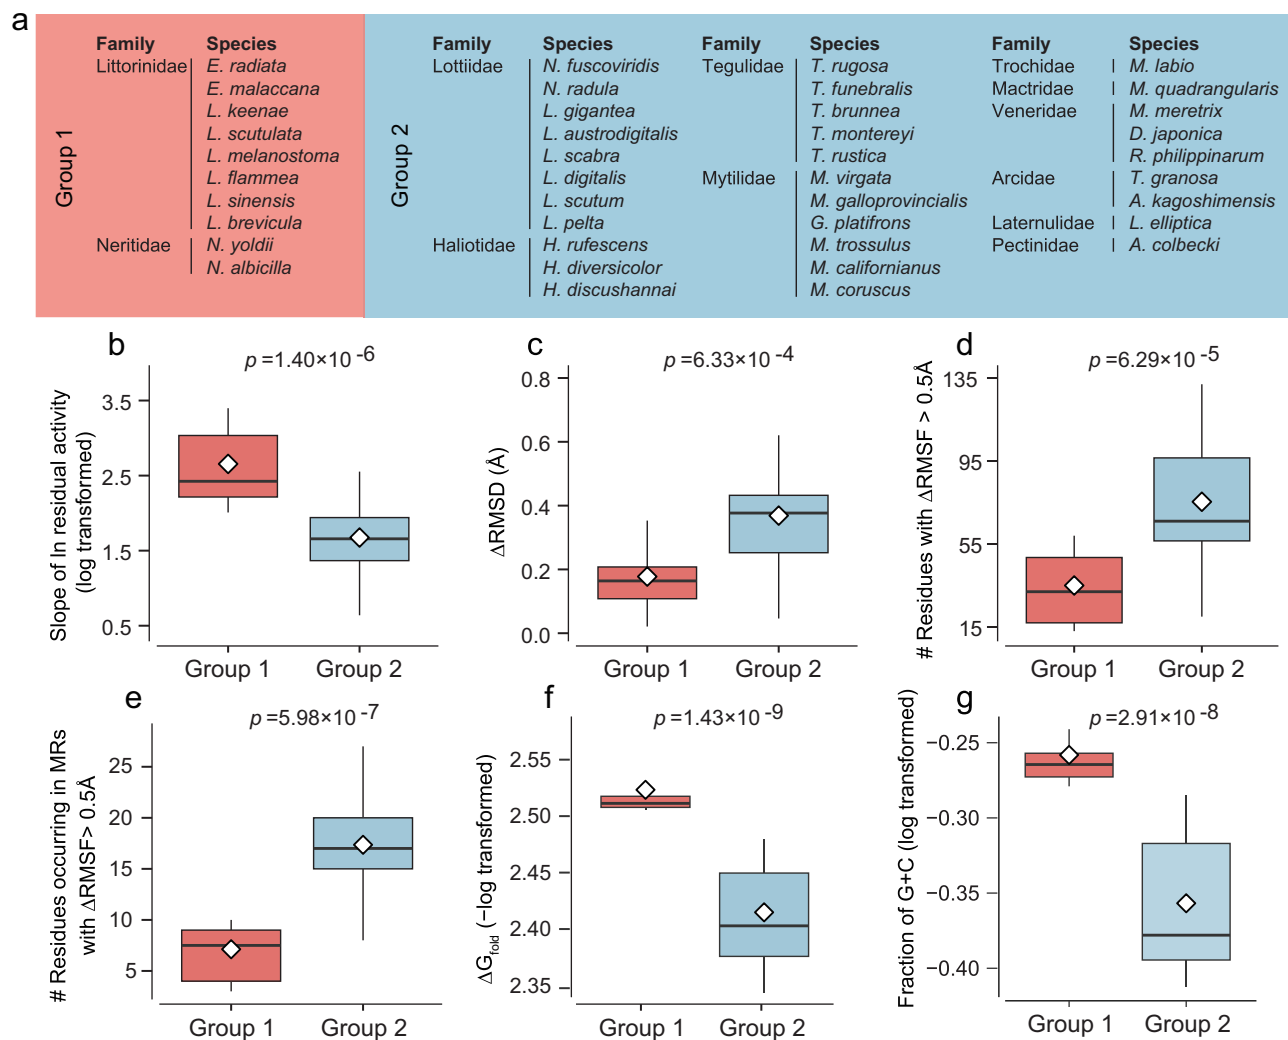 a
Group 1
Family Species
Littorinidae E. radiata
E. malaccana
L. keenae
L. scutulata
L. melanostoma
L. flammea
L. sinensis
L. brevicula
Neritidae N. yoldii
N. albicilla
Group 2
Family Species
Lottiidae N. fuscoviridis
N. radula
L. gigantea
L. austrodigitalis
L. scabra
L. digitalis
L. scutum
L. pelta
Haliotidae H. rufescens
H. diversicolor
H. discushannai
Family Species
Tegulidae T. rugosa
T. funebralis
T. brunnea
T. montereyi
T. rustica
Mytilidae M. virgata
M. galloprovincialis
G. platifrons
M. trossulus
M. californianus
M. coruscus
Family Species
Trochidae M. labio
Mactridae M. quadrangularis
Veneridae M. meretrix
D. japonica
R. philippinarum
Arcidae T. granosa
A. kagoshimensis
Laternulidae L. elliptica
Pectinidae A. colbecki
b
p =1.40×10 -6
Slope of ln residual activity
(log transformed)
3.5
2.5
1.5
0.5
Group 1 Group 2
c
p =6.33×10 -4
ΔRMSD (Å)
0.8
0.6
0.4
0.2
0.0
Group 1 Group 2
d
p =6.29×10 -5
# Residues with ΔRMSF > 0.5Å
135
95
55
15
Group 1 Group 2
e
p =5.98×10 -7
# Residues occurring in MRs
with ΔRMSF> 0.5Å
25
20
15
10
5
Group 1 Group 2
f
p =1.43×10 -9
ΔGfold (−log transformed)
2.55
2.50
2.45
2.40
2.35
Group 1 Group 2
g
p =2.91×10 -8
Fraction of G+C (log transformed)
−0.25
−0.30
−0.35
−0.40
Group 1 Group 2